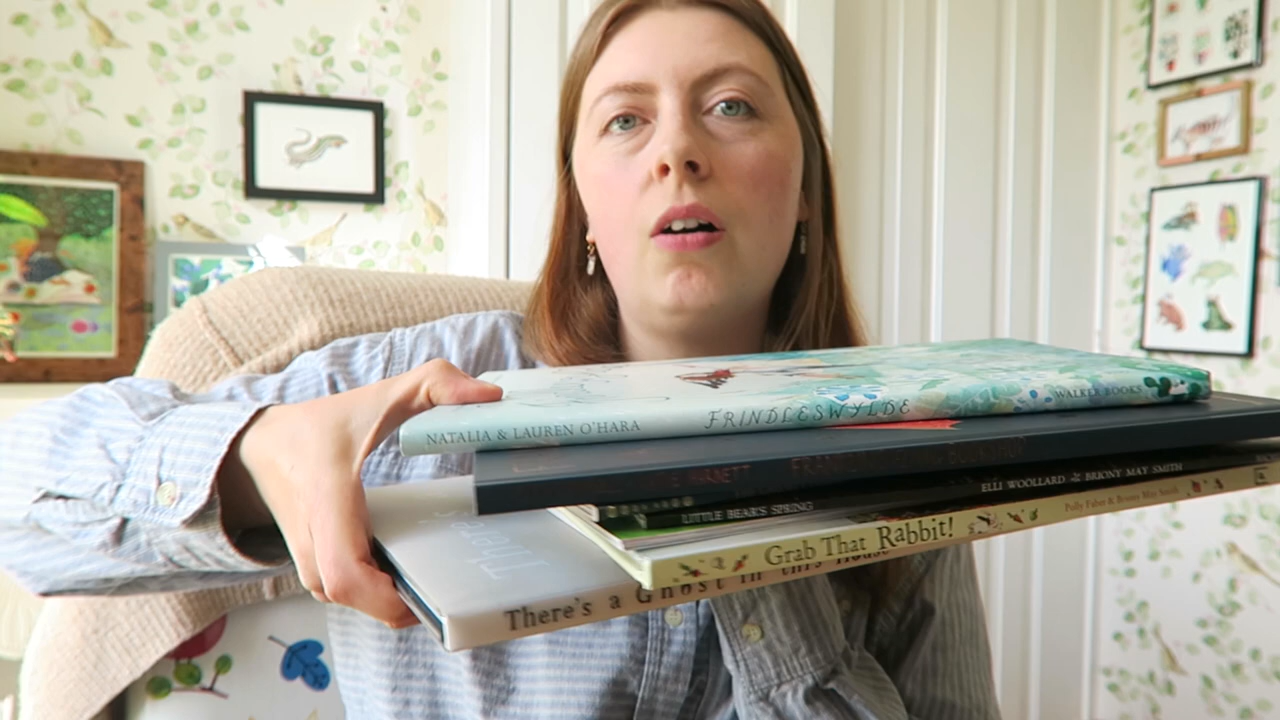 NATALIA & LAUREN O'HARA FRINDLESWYLDE WALKER BOOKS
LITTLE BEAR'S SPRING ELLI WOOLLARD & BRIONY MAY SMITH
Grab That Rabbit! Polly Faber & Briony May Smith
There's a Ghost in this House